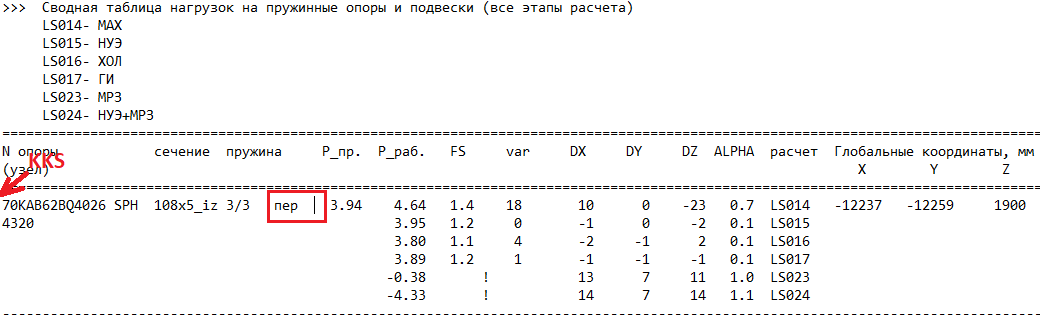 >>> Сводная таблица нагрузок на пружинные опоры и подвески (все этапы расчета)
LS014- МАХ
LS015- НУЭ
LS016- ХОЛ
LS017- ГИ
LS023- МРЗ
LS024- НУЭ+МРЗ
N опоры сечение пружина P_пр. P_раб. FS var DX DY DZ ALPHA расчет Глобальные координаты, мм
KKS
(узел) X Y Z
70KAB62BQ4026 SPH 108x5_iz 3/3 пер 3.94 4.64 1.4 18 10 0 -23 0.7 LS014 -12237 -12259 1900
4320 3.95 1.2 0 -1 0 -2 0.1 LS015
3.80 1.1 4 -2 -1 2 0.1 LS016
3.89 1.2 1 -1 -1 -1 0.1 LS017
-0.38 ! 13 7 11 1.0 LS023
-4.33 ! 14 7 14 1.1 LS024